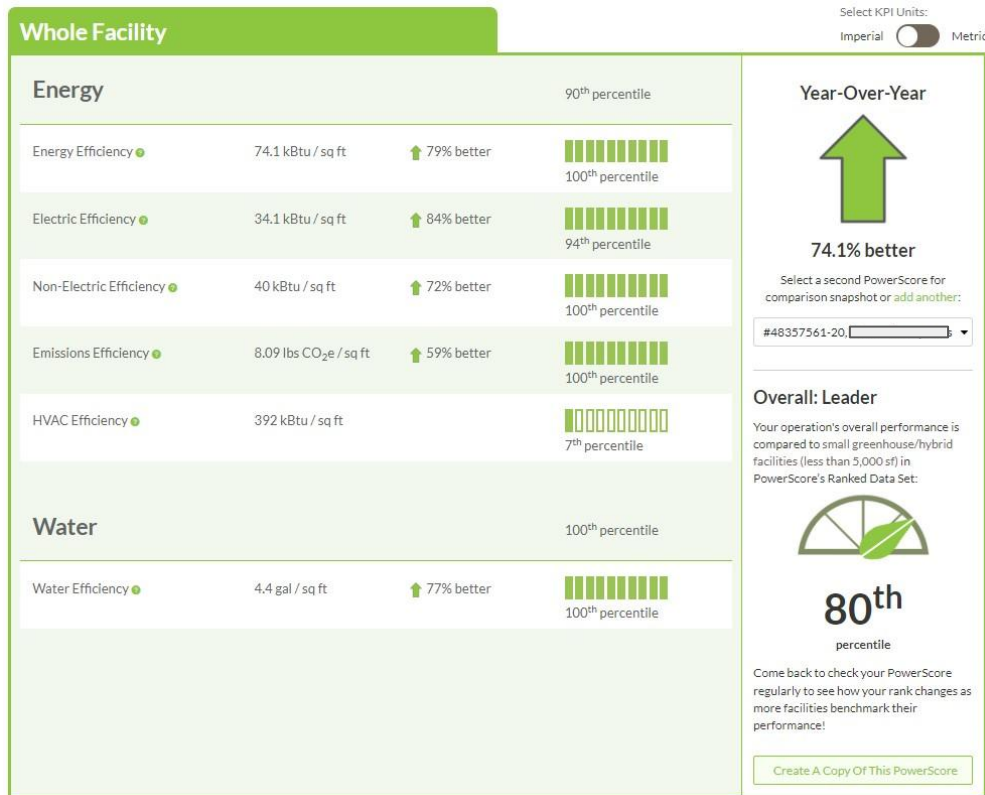 Whole Facility
Select KPI Units:
Imperial Metric
Energy
90th percentile
Energy Efficiency ?
74.1 kBtu / sq ft
79% better
100th percentile
Electric Efficiency ?
34.1 kBtu / sq ft
84% better
94th percentile
Non-Electric Efficiency ?
40 kBtu / sq ft
72% better
100th percentile
Emissions Efficiency ?
8.09 lbs CO2e / sq ft
59% better
100th percentile
HVAC Efficiency ?
392 kBtu / sq ft
7th percentile
Water
100th percentile
Water Efficiency ?
4.4 gal / sq ft
77% better
100th percentile
Year-Over-Year
74.1% better
Select a second PowerScore for
comparison snapshot or add another:
#48357561-20, s
Overall: Leader
Your operation's overall performance is
compared to small greenhouse/hybrid
facilities (less than 5,000 sf) in
PowerScore's Ranked Data Set:
80th
percentile
Come back to check your PowerScore
regularly to see how your rank changes as
more facilities benchmark their
performance!
Create A Copy Of This PowerScore